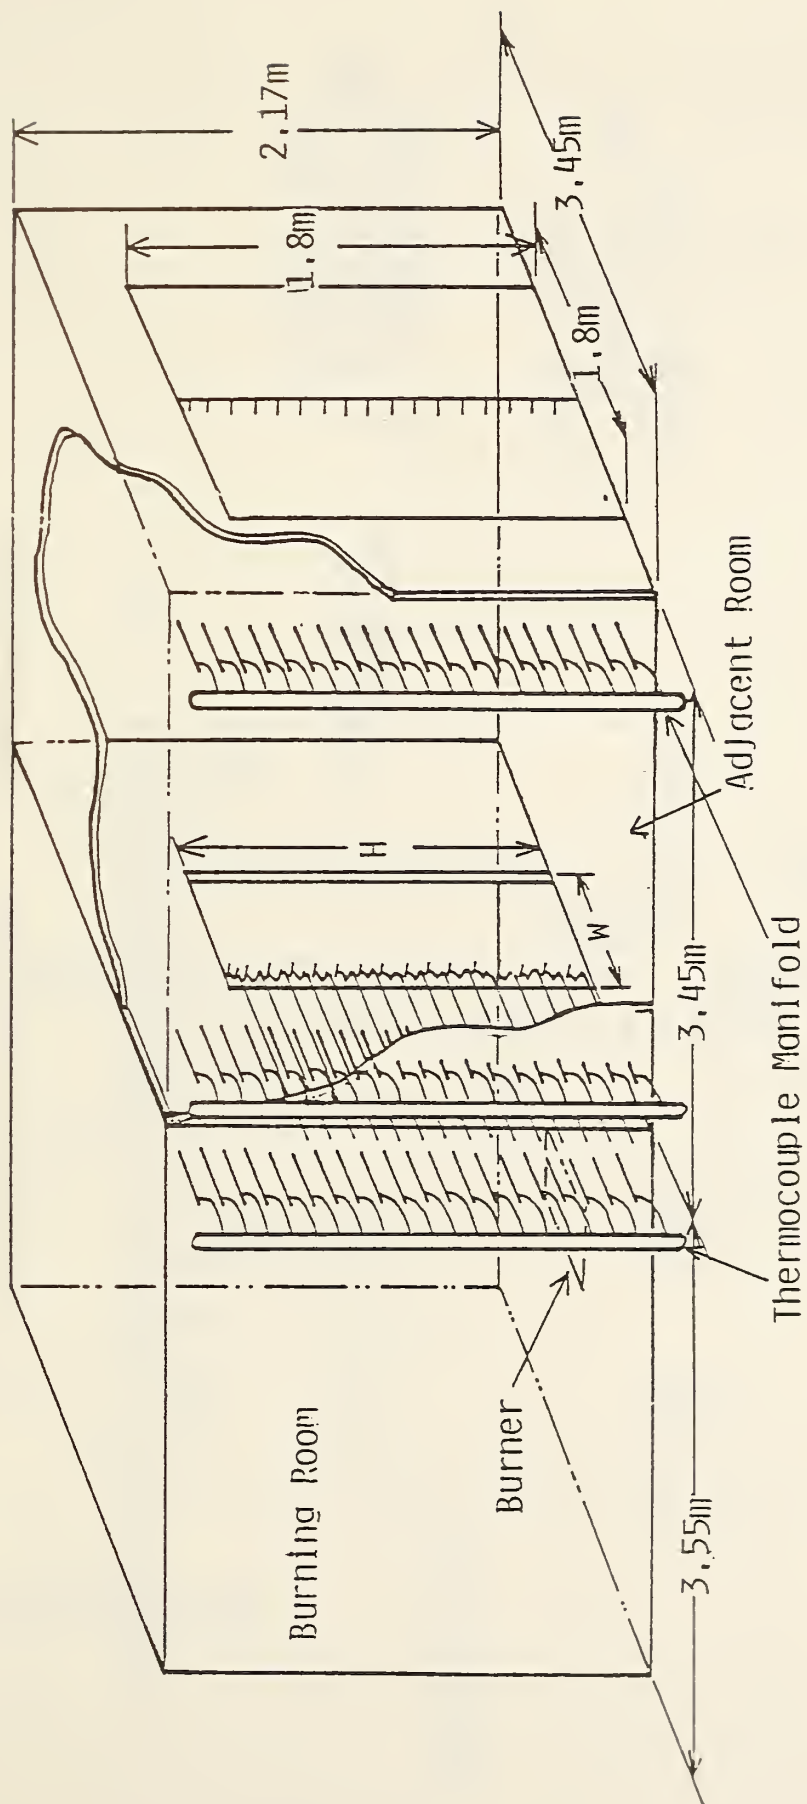 2.17m
1.8m
3.45m
1.8m
H
W
Burning Room
Burner
3.55m
3.45m
Adjacent Room
Thermocouple Manifold